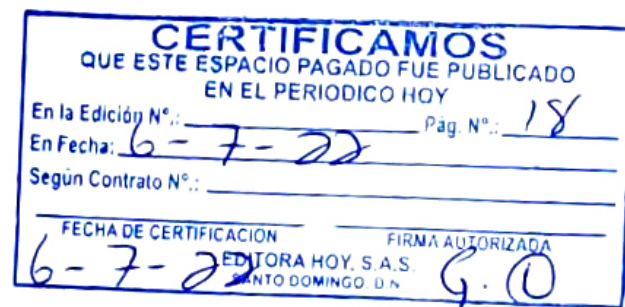 CERTIFICAMOS
QUE ESTE ESPACIO PAGADO FUE PUBLICADO
EN EL PERIODICO HOY
En la Edición N°.: Pág. N°.: 18
En Fecha: 6-7-22
Según Contrato N°.:
FECHA DE CERTIFICACION FIRMA AUTORIZADA
6-7-22 EDITORA HOY, S.A.S. G.D
SANTO DOMINGO, D.N.